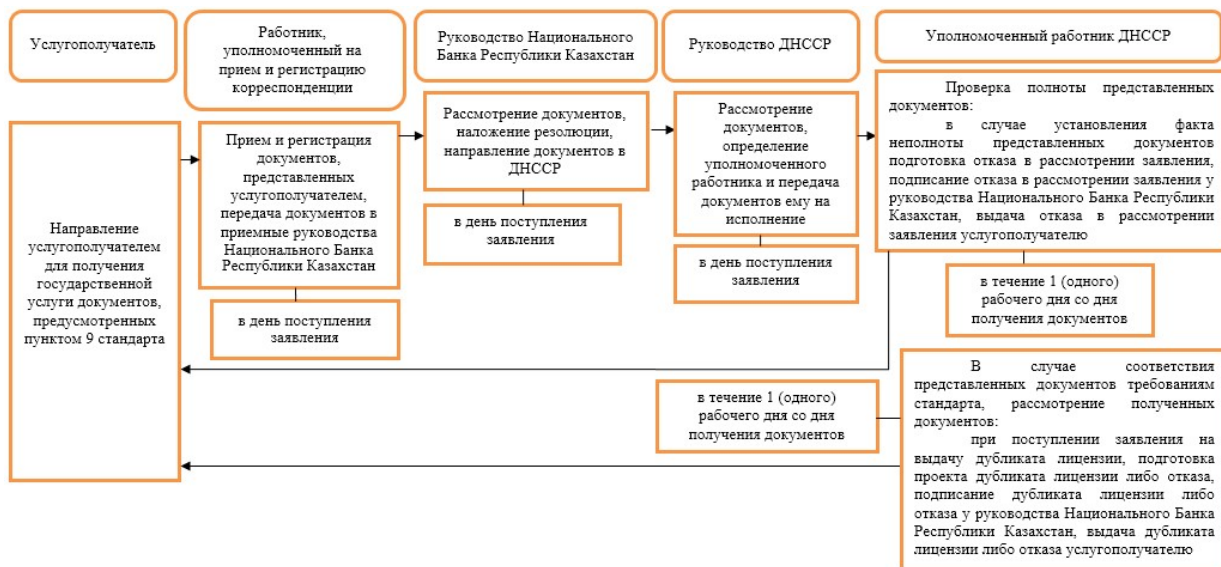 Услугополучатель
Работник,
уполномоченный на
прием и регистрацию
корреспонденции
Руководство Национального
Банка Республики Казахстан
Руководство ДНССР
Уполномоченный работник ДНССР
Направление
услугополучателем
для получения
государственной
услуги документов,
предусмотренных
пунктом 9 стандарта
Прием и регистрация
документов,
представленных
услугополучателем,
передача документов в
приемные руководства
Национального Банка
Республики Казахстан
в день поступления
заявления
Рассмотрение документов,
наложение резолюции,
направление документов в
ДНССР
в день поступления
заявления
Рассмотрение
документов,
определение
уполномоченного
работника и передача
документов ему на
исполнение
в день поступления
заявления
Проверка полноты представленных
документов:
в случае установления факта
неполноты представленных документов
подготовка отказа в рассмотрении заявления,
подписание отказа в рассмотрении заявления у
руководства Национального Банка Республики
Казахстан, выдача отказа в рассмотрении
заявления услугополучателю
в течение 1 (одного)
рабочего дня со дня
получения документов
в течение 1 (одного)
рабочего дня со дня
получения документов
В случае соответствия
представленных документов требованиям
стандарта, рассмотрение полученных
документов:
при поступлении заявления на
выдачу дубликата лицензии, подготовка
проекта дубликата лицензии либо отказа,
подписание дубликата лицензии либо
отказа у руководства Национального Банка
Республики Казахстан, выдача дубликата
лицензии либо отказа услугополучателю